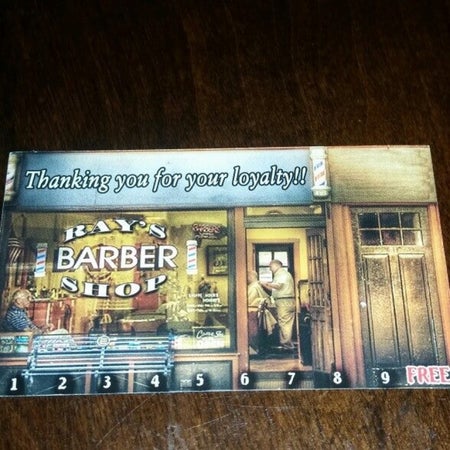 Thanking you for your loyalty!!
RAY'S
BARBER
SHOP
1 2 3 4 5 6 7 8 9 FREE